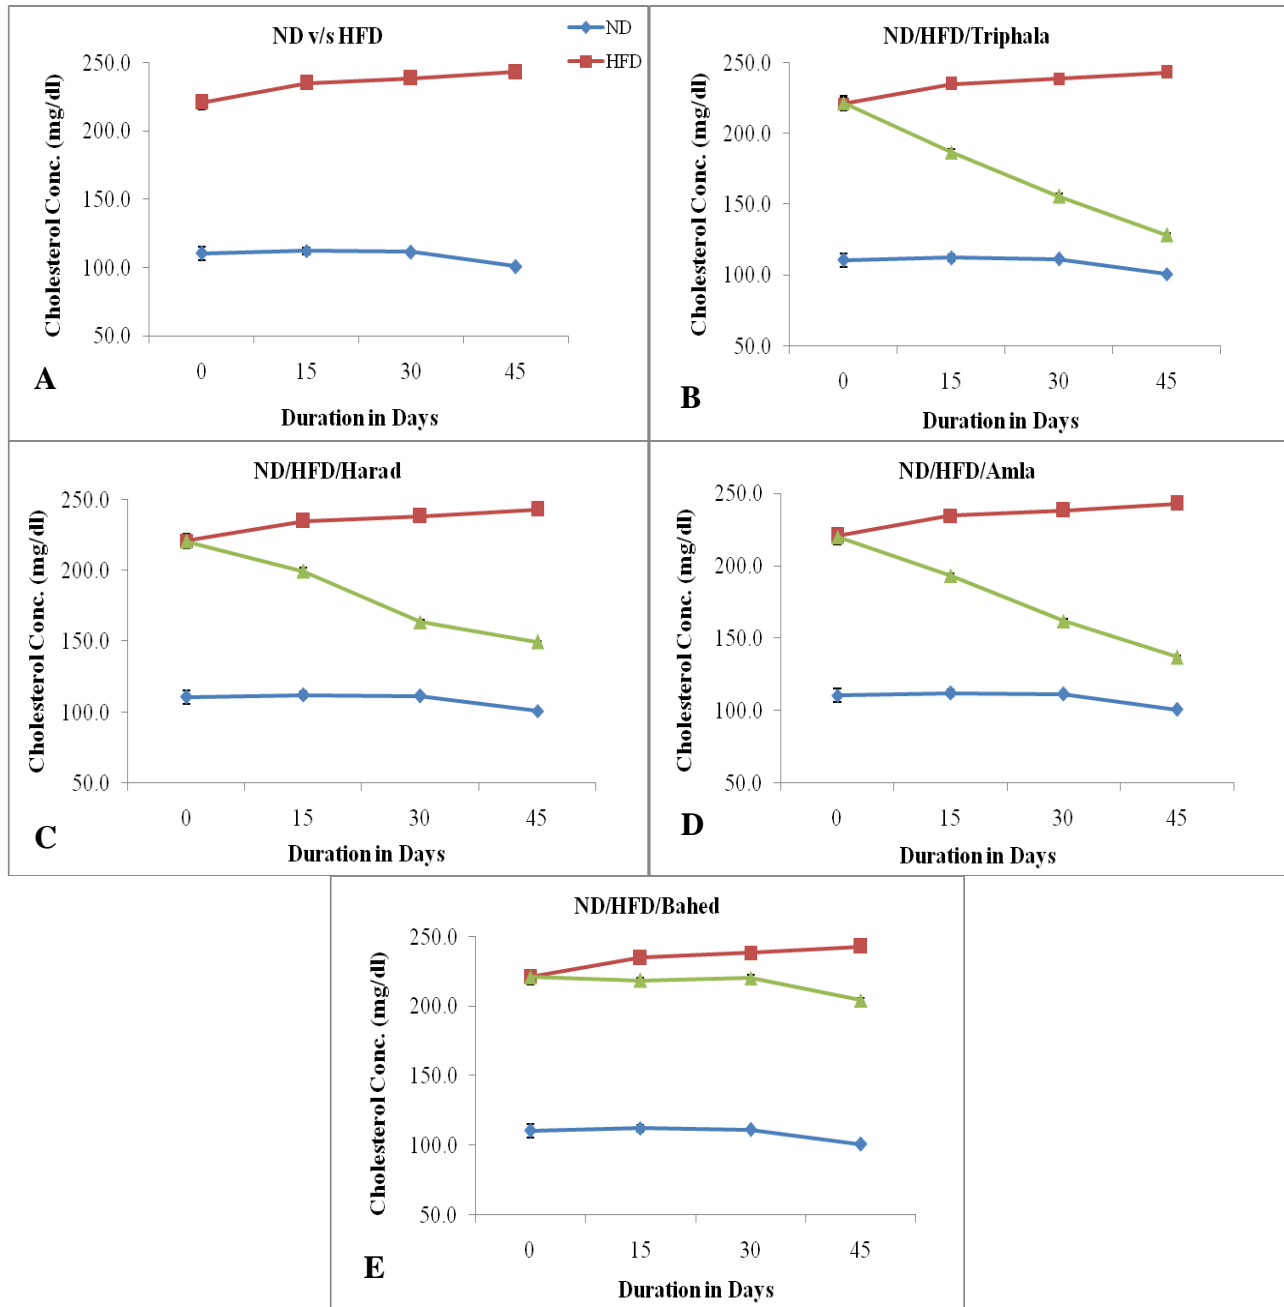 ND v/s HFD
ND
HFD
Cholesterol Conc. (mg/dl)
250.0
200.0
150.0
100.0
50.0
0 15 30 45
Duration in Days
A
ND/HFD/Triphala
Cholesterol Conc. (mg/dl)
250.0
200.0
150.0
100.0
50.0
0 15 30 45
Duration in Days
B
ND/HFD/Harad
Cholesterol Conc. (mg/dl)
250.0
200.0
150.0
100.0
50.0
0 15 30 45
Duration in Days
C
ND/HFD/Amla
Cholesterol Conc. (mg/dl)
250.0
200.0
150.0
100.0
50.0
0 15 30 45
Duration in Days
D
ND/HFD/Bahed
Cholesterol Conc. (mg/dl)
250.0
200.0
150.0
100.0
50.0
0 15 30 45
Duration in Days
E